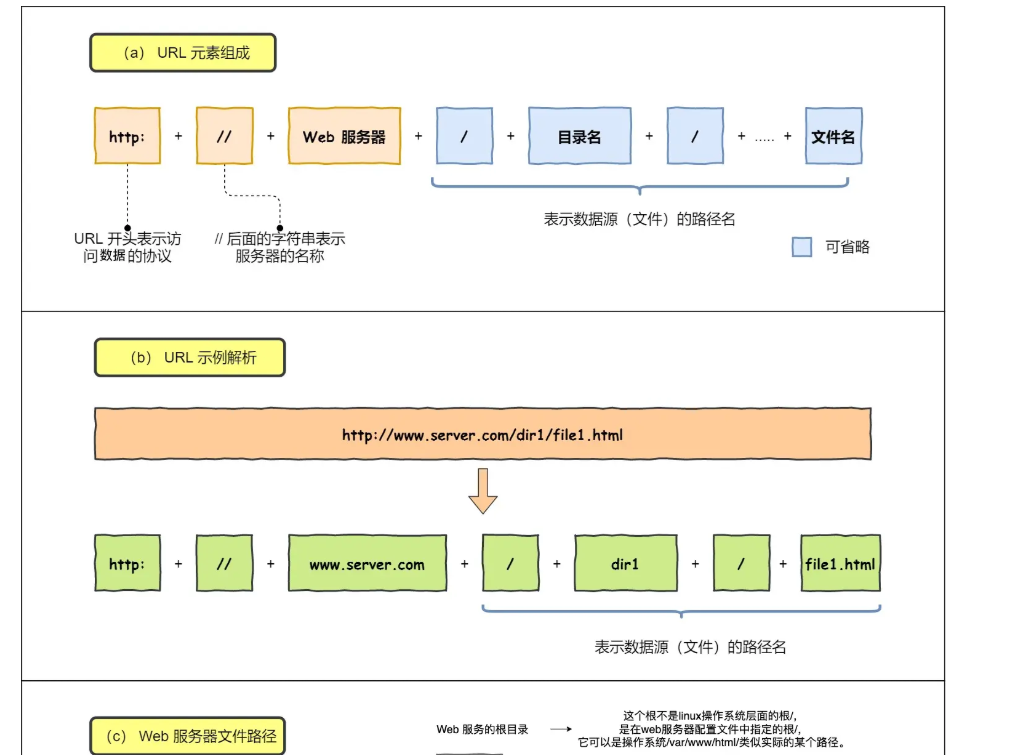 （a） URL 元素组成
http: + // + Web 服务器 + / + 目录名 + / + ..... + 文件名
表示数据源（文件）的路径名
URL 开头表示访
问数据的协议
// 后面的字符串表示
服务器的名称
可省略
（b） URL 示例解析
http://www.server.com/dir1/file1.html
http: + // + www.server.com + / + dir1 + / + file1.html
表示数据源（文件）的路径名
（c） Web 服务器文件路径
Web 服务的根目录
这个根不是linux操作系统层面的根/,
是在web服务器配置文件中指定的根/,
它可以是操作系统/var/www/html/类似实际的某个路径。